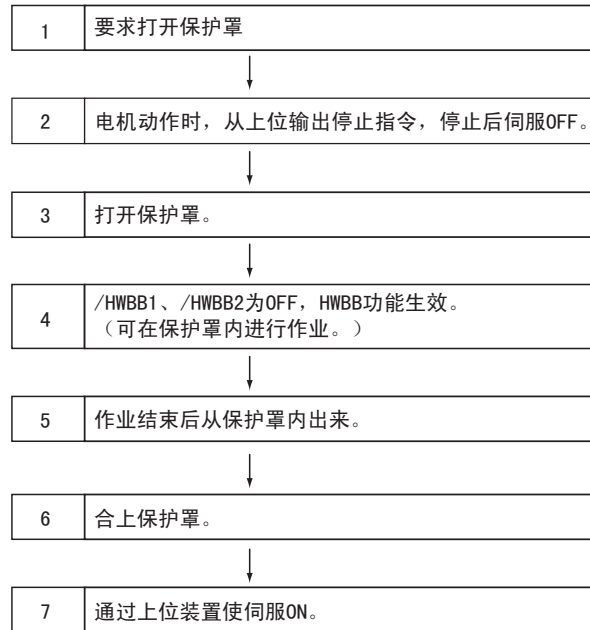 1 要求打开保护罩
2 电机动作时，从上位输出停止指令，停止后伺服OFF。
3 打开保护罩。
4 /HWBB1、/HWBB2为OFF，HWBB功能生效。
（可在保护罩内进行作业。）
5 作业结束后从保护罩内出来。
6 合上保护罩。
7 通过上位装置使伺服ON。